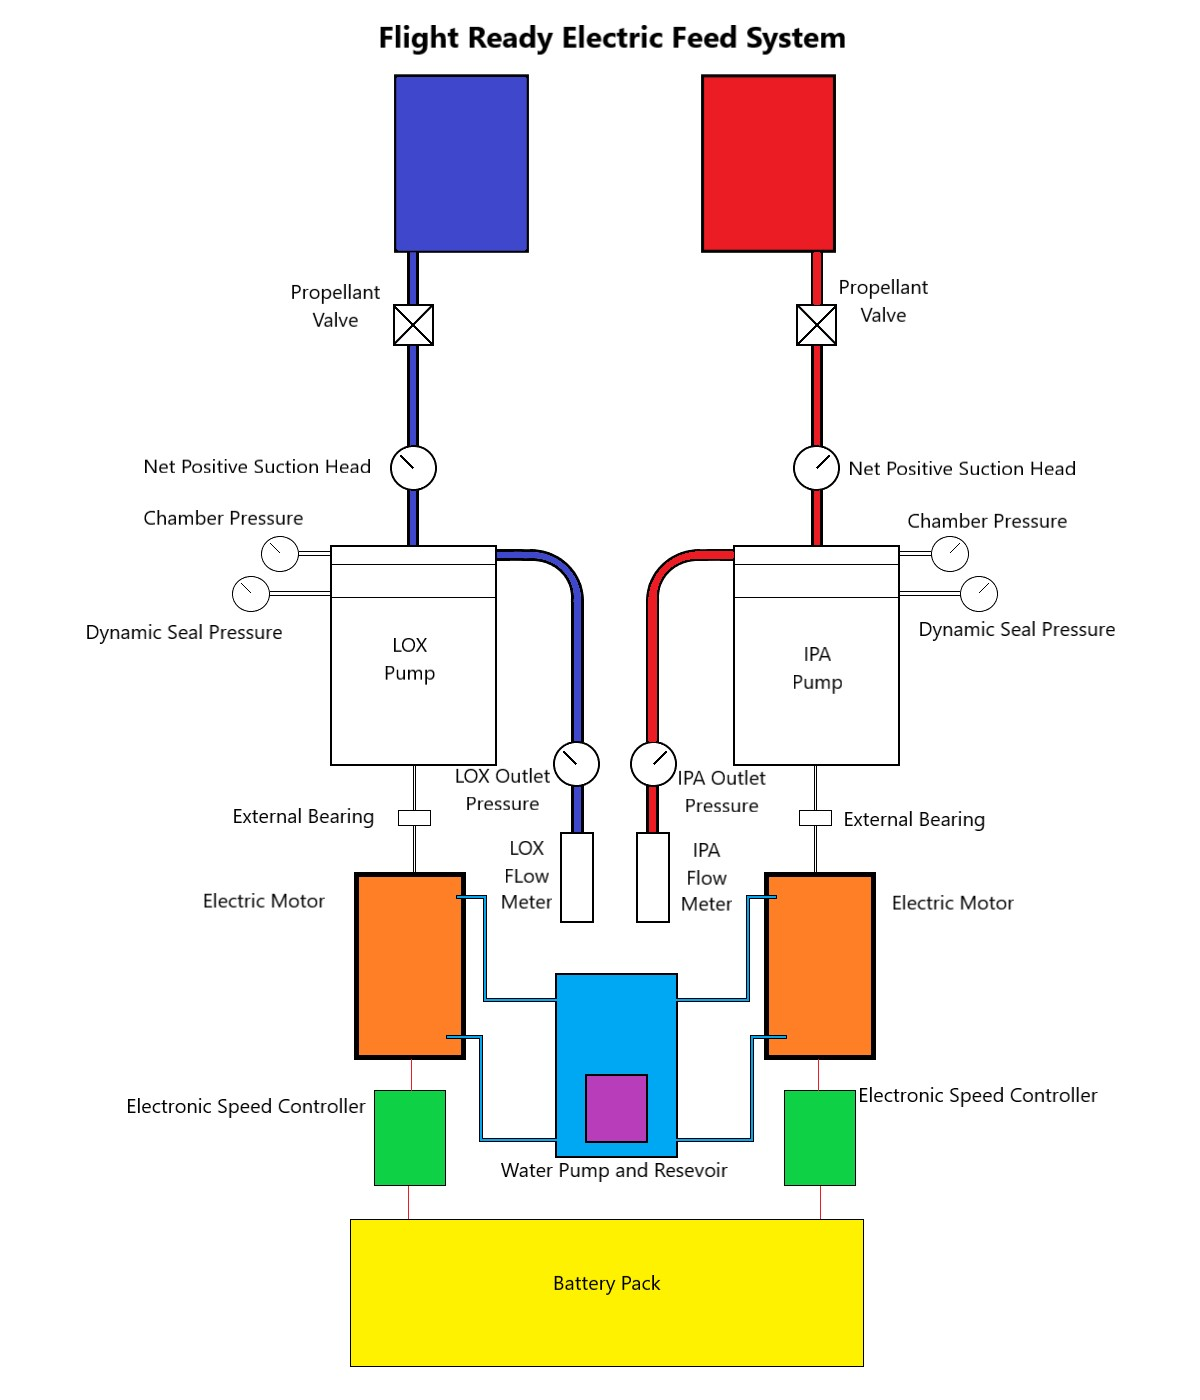 Flight Ready Electric Feed System
Propellant
Valve
Propellant
Valve
Net Positive Suction Head
Net Positive Suction Head
Chamber Pressure
Chamber Pressure
Dynamic Seal Pressure
Dynamic Seal Pressure
LOX
Pump
IPA
Pump
LOX Outlet
Pressure
IPA Outlet
Pressure
External Bearing
External Bearing
LOX
FLow
Meter
IPA
Flow
Meter
Electric Motor
Electric Motor
Electronic Speed Controller
Electronic Speed Controller
Water Pump and Resevoir
Battery Pack